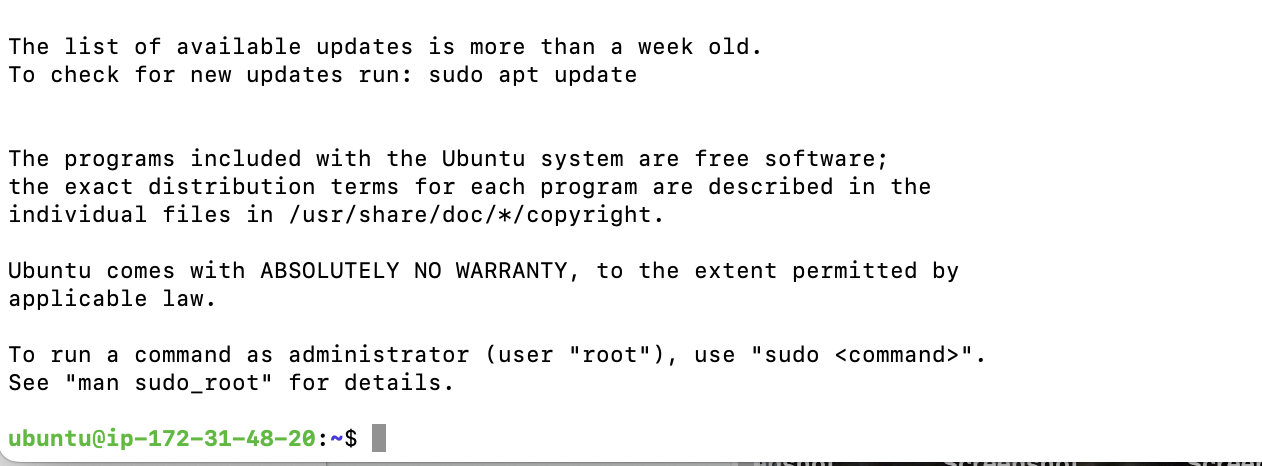 The list of available updates is more than a week old.
To check for new updates run: sudo apt update
The programs included with the Ubuntu system are free software;
the exact distribution terms for each program are described in the
individual files in /usr/share/doc/*/copyright.
Ubuntu comes with ABSOLUTELY NO WARRANTY, to the extent permitted by
applicable law.
To run a command as administrator (user "root"), use "sudo <command>".
See "man sudo_root" for details.
ubuntu@ip-172-31-48-20:~$